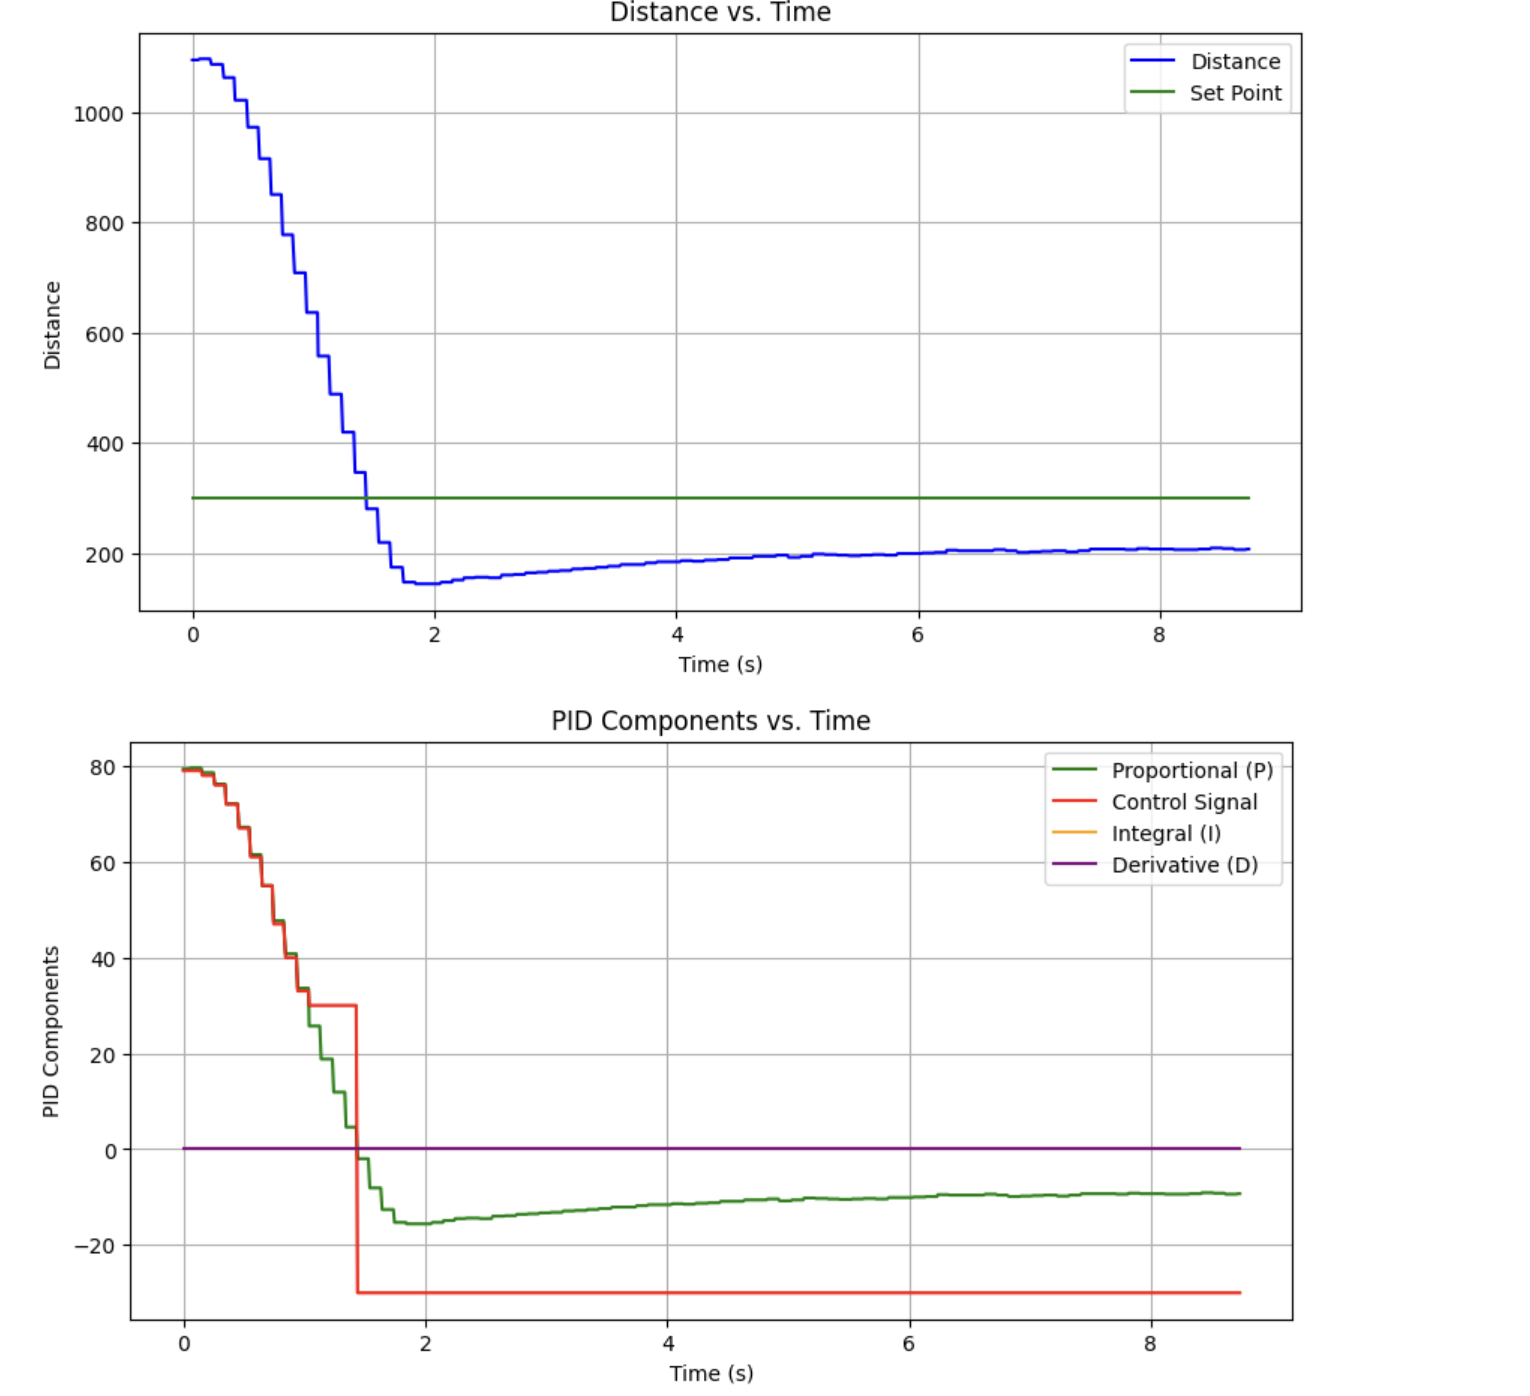 Distance vs. Time
Distance
Set Point
1000
800
600
400
200
Distance
0 2 4 6 8
Time (s)
PID Components vs. Time
Proportional (P)
Control Signal
Integral (I)
Derivative (D)
80
60
40
20
0
−20
PID Components
0 2 4 6 8
Time (s)